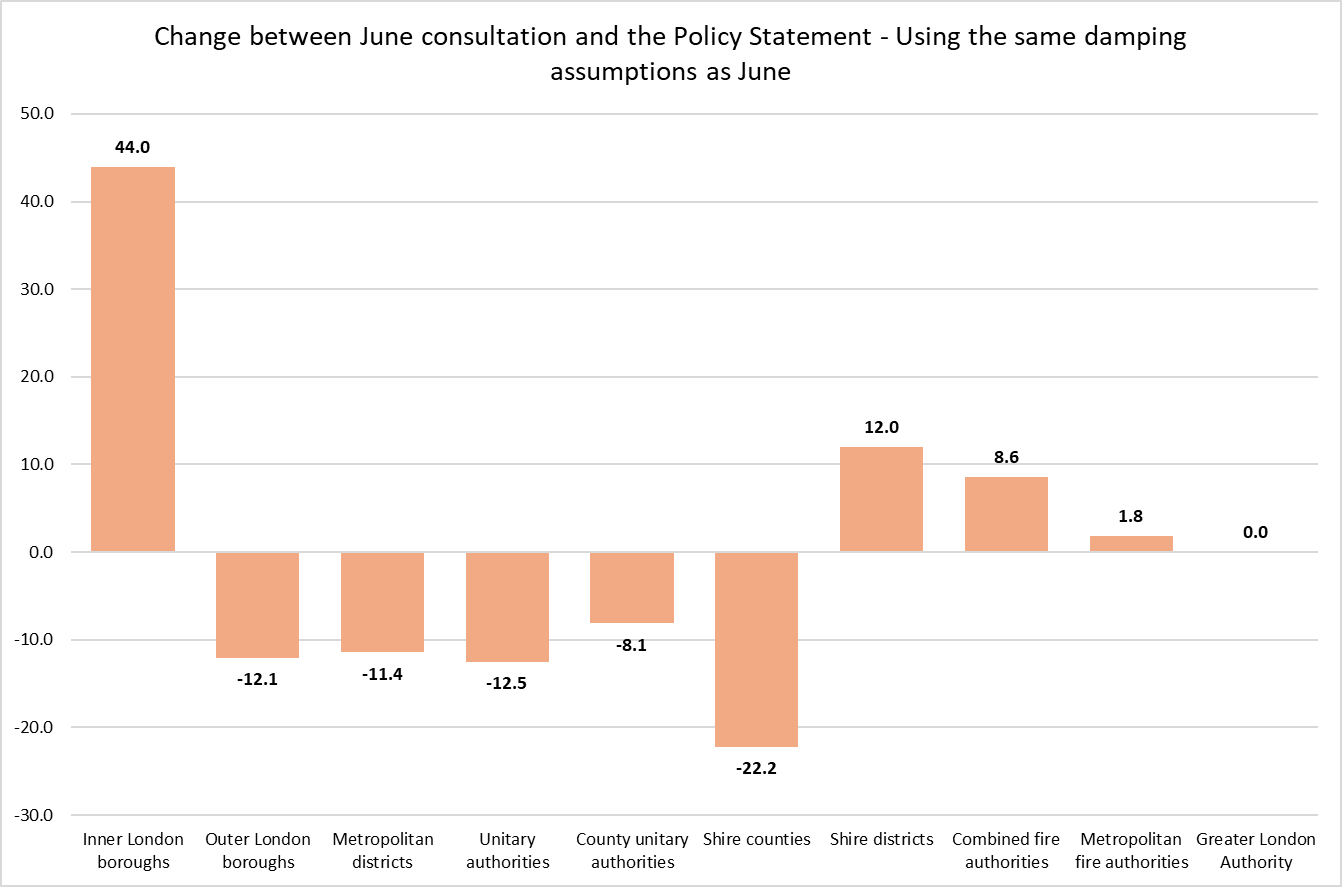 Change between June consultation and the Policy Statement - Using the same damping
assumptions as June
50.0
40.0
30.0
20.0
10.0
0.0
-10.0
-20.0
-30.0
44.0
-12.1
-11.4
-12.5
-8.1
-22.2
12.0
8.6
1.8
0.0
Inner London
boroughs
Outer London
boroughs
Metropolitan
districts
Unitary
authorities
County unitary
authorities
Shire counties
Shire districts
Combined fire
authorities
Metropolitan
fire authorities
Greater London
Authority